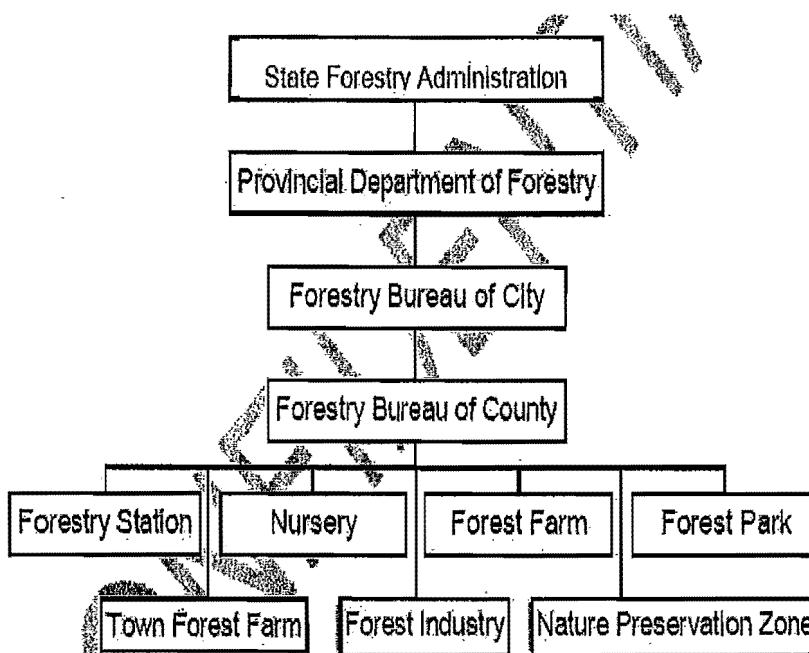 State Forestry Administration
Provincial Department of Forestry
Forestry Bureau of City
Forestry Bureau of County
Forestry Station
Nursery
Forest Farm
Forest Park
Town Forest Farm
Forest Industry
Nature Preservation Zone